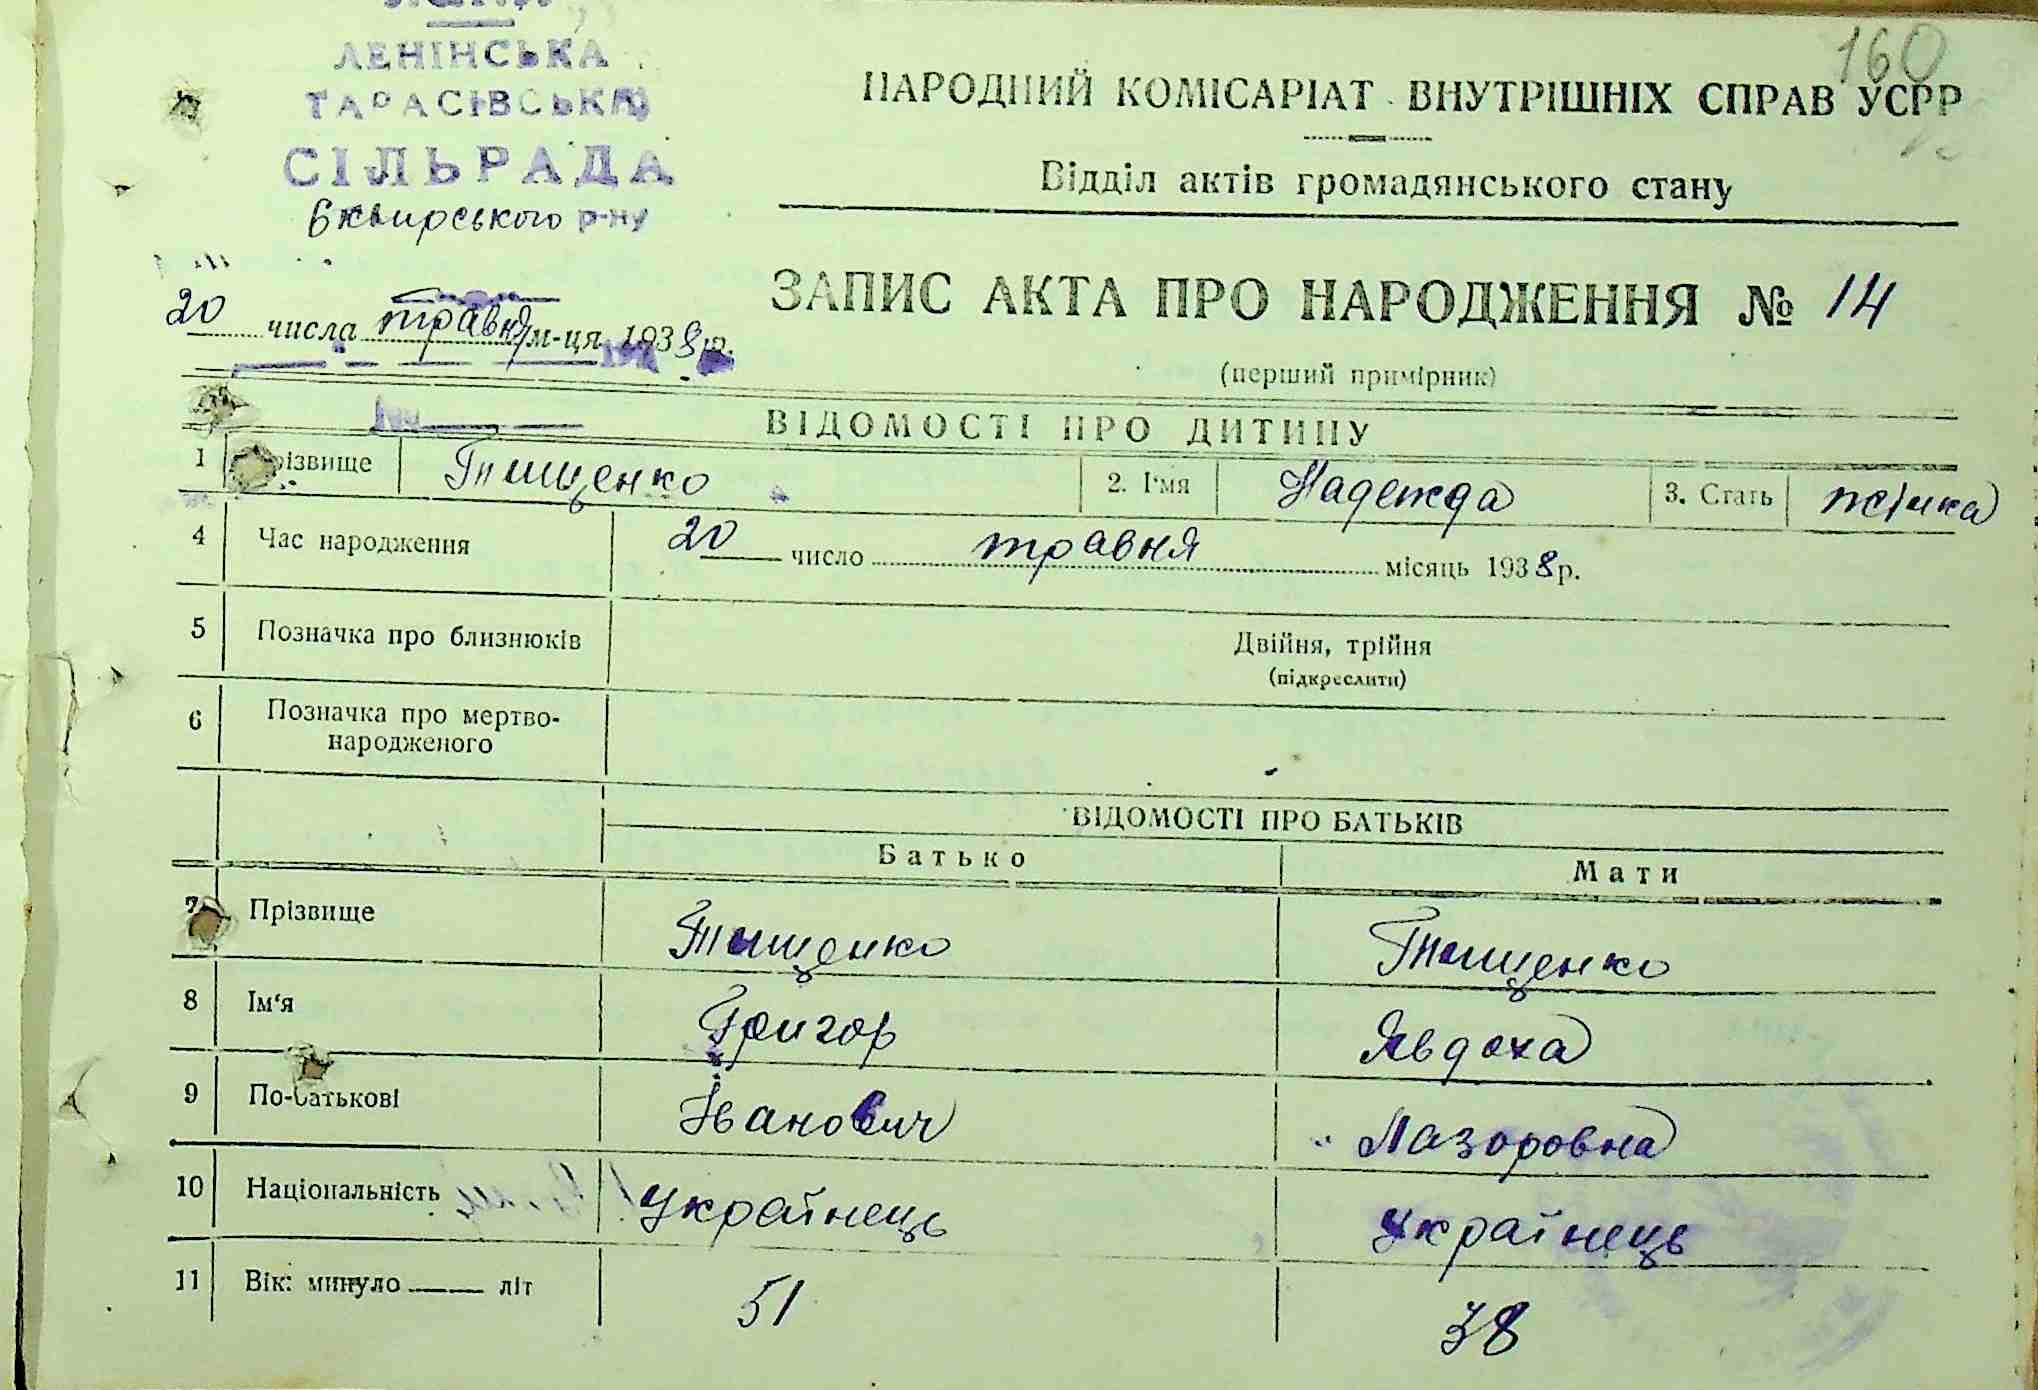 ЛЕНІНСЬКА
ТАРАСІВСЬКА
СІЛЬРАДА
Сквирського р-ну
160
НАРОДНИЙ КОМІСАРІАТ ВНУТРІШНІХ СПРАВ УСРР
Відділ актів громадянського стану
20 числа травня м-ця 1938 р.
ЗАПИС АКТА ПРО НАРОДЖЕННЯ № 14
(перший примірник)
ВІДОМОСТІ ПРО ДИТИНУ
1 Прізвище Тищенко 2. Ім'я Надежда 3. Стать жінка
4 Час народження 20 число травня місяць 1938 р.
5 Позначка про близнюків Двійня, трійня
(підкреслити)
6 Позначка про мертво-
народженого
ВІДОМОСТІ ПРО БАТЬКІВ
Батько Мати
7 Прізвище Тищенко Тищенко
8 Ім'я Григор Явдоха
9 По-батькові Іванович Лазоровна
10 Національність Українець Українець
11 Вік: минуло ___ літ 51 38